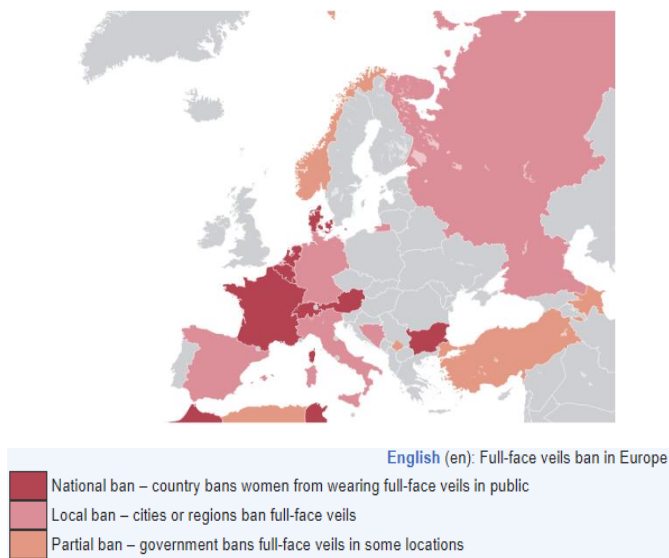 English (en): Full-face veils ban in Europe
National ban – country bans women from wearing full-face veils in public
Local ban – cities or regions ban full-face veils
Partial ban – government bans full-face veils in some locations